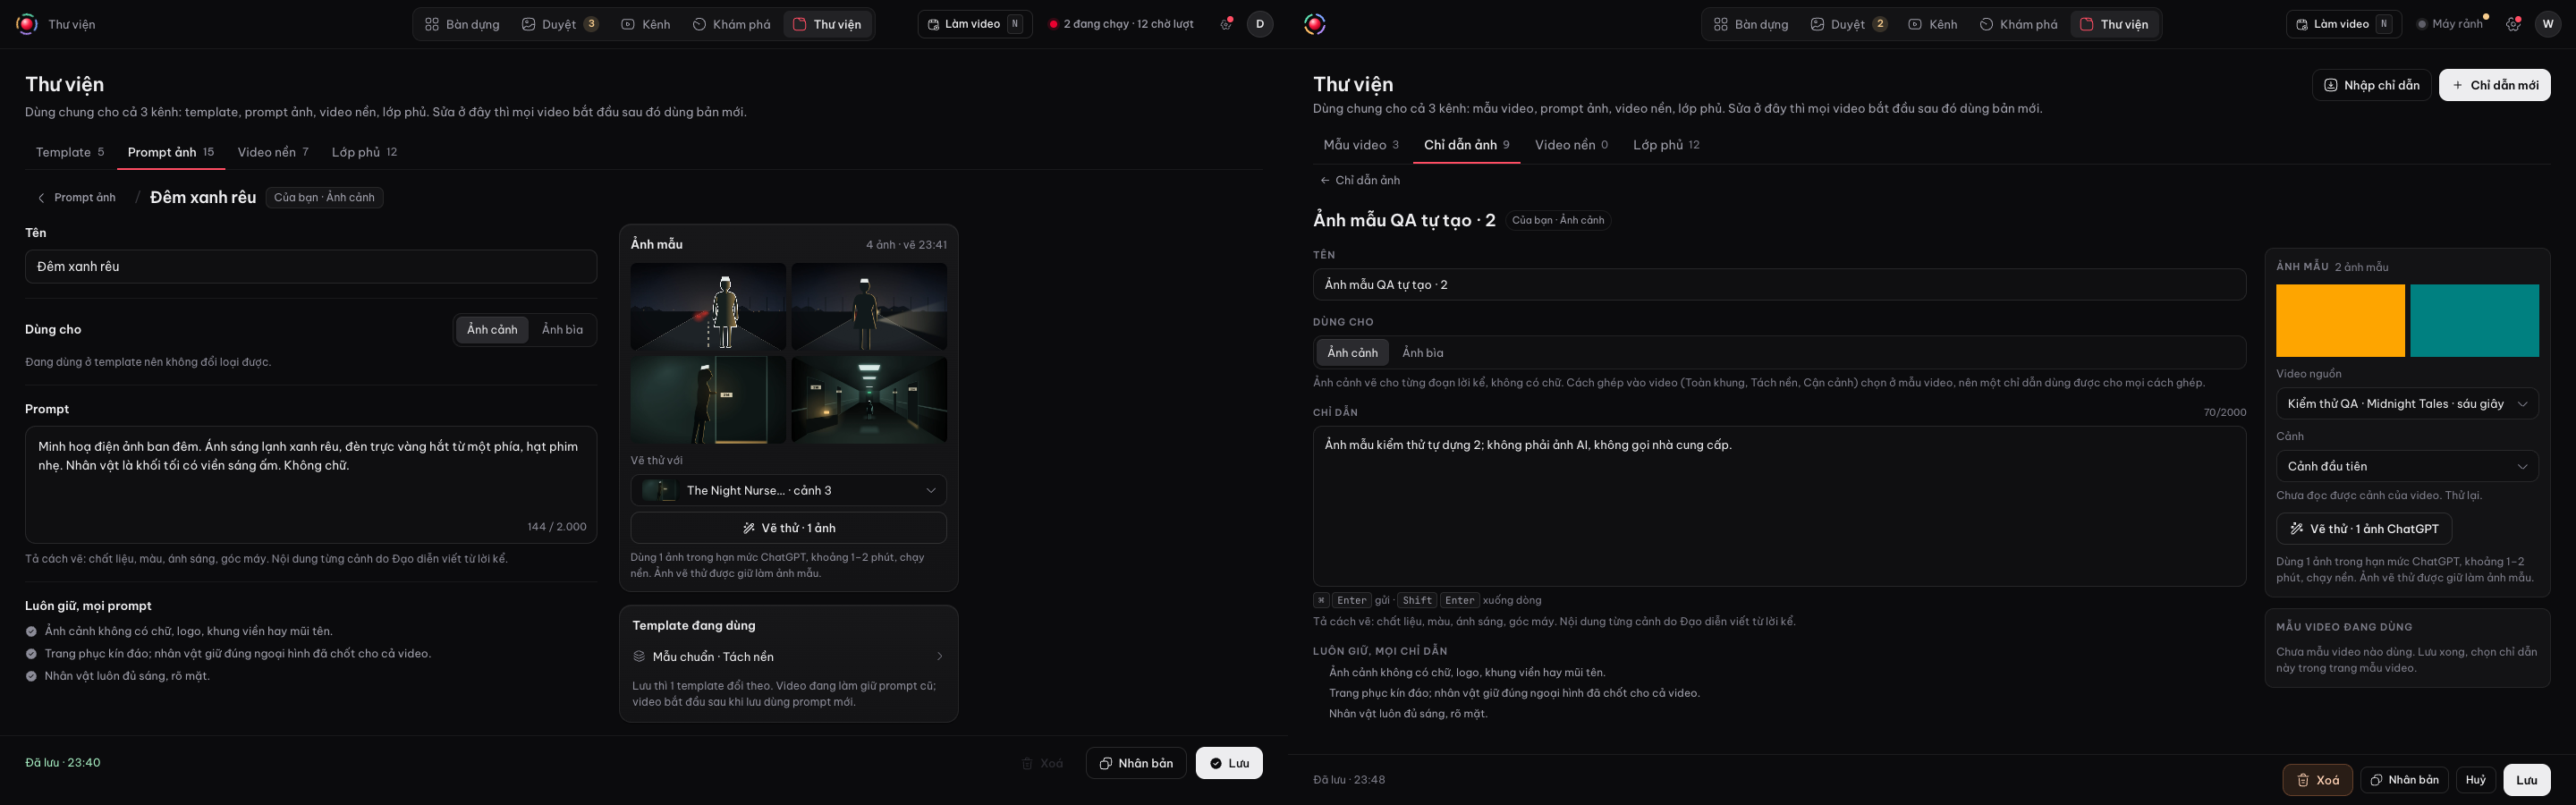 Thư viện
Bàn dựng
Duyệt 3
Kênh
Khám phá
Thư viện
Làm video N
2 đang chạy · 12 chờ lượt
D
Thư viện
Dùng chung cho cả 3 kênh: template, prompt ảnh, video nền, lớp phủ. Sửa ở đây thì mọi video bắt đầu sau đó dùng bản mới.
Template 5
Prompt ảnh 15
Video nền 7
Lớp phủ 12
Prompt ảnh / Đêm xanh rêu
Của bạn · Ảnh cảnh
Tên
Đêm xanh rêu
Dùng cho
Ảnh cảnh
Ảnh bìa
Đang dùng ở template nên không đổi loại được.
Prompt
Minh hoạ điện ảnh ban đêm. Ánh sáng lạnh xanh rêu, đèn trực vàng hắt từ một phía, hạt phim
nhẹ. Nhân vật là khối tối có viền sáng ấm. Không chữ.
144 / 2.000
Tả cách vẽ: chất liệu, màu, ánh sáng, góc máy. Nội dung từng cảnh do Đạo diễn viết từ lời kể.
Luôn giữ, mọi prompt
Ảnh cảnh không có chữ, logo, khung viền hay mũi tên.
Trang phục kín đáo; nhân vật giữ đúng ngoại hình đã chốt cho cả video.
Nhân vật luôn đủ sáng, rõ mặt.
Ảnh mẫu
4 ảnh · vẽ 23:41
Vẽ thử với
The Night Nurse... · cảnh 3
Vẽ thử · 1 ảnh
Dùng 1 ảnh trong hạn mức ChatGPT, khoảng 1–2 phút, chạy
nền. Ảnh vẽ thử được giữ làm ảnh mẫu.
Template đang dùng
Mẫu chuẩn · Tách nền
Lưu thì 1 template đổi theo. Video đang làm giữ prompt cũ;
video bắt đầu sau khi lưu dùng prompt mới.
Đã lưu · 23:40
Xoá
Nhân bản
Lưu
Bàn dựng
Duyệt 2
Kênh
Khám phá
Thư viện
Làm video N
Máy rảnh
W
Thư viện
Dùng chung cho cả 3 kênh: mẫu video, prompt ảnh, video nền, lớp phủ. Sửa ở đây thì mọi video bắt đầu sau đó dùng bản mới.
Nhập chỉ dẫn
+ Chỉ dẫn mới
Mẫu video 3
Chỉ dẫn ảnh 9
Video nền 0
Lớp phủ 12
← Chỉ dẫn ảnh
Ảnh mẫu QA tự tạo · 2
Của bạn · Ảnh cảnh
TÊN
Ảnh mẫu QA tự tạo · 2
DÙNG CHO
Ảnh cảnh
Ảnh bìa
Ảnh cảnh vẽ cho từng đoạn lời kể, không có chữ. Cách ghép vào video (Toàn khung, Tách nền, Cận cảnh) chọn ở mẫu video, nên một chỉ dẫn dùng được cho mọi cách ghép.
CHỈ DẪN
70/2000
Ảnh mẫu kiểm thử tự dựng 2; không phải ảnh AI, không gọi nhà cung cấp.
⌘ Enter gửi · Shift Enter xuống dòng
Tả cách vẽ: chất liệu, màu, ánh sáng, góc máy. Nội dung từng cảnh do Đạo diễn viết từ lời kể.
LUÔN GIỮ, MỌI CHỈ DẪN
Ảnh cảnh không có chữ, logo, khung viền hay mũi tên.
Trang phục kín đáo; nhân vật giữ đúng ngoại hình đã chốt cho cả video.
Nhân vật luôn đủ sáng, rõ mặt.
ẢNH MẪU 2 ảnh mẫu
Video nguồn
Kiểm thử QA · Midnight Tales · sáu giây
Cảnh
Cảnh đầu tiên
Chưa đọc được cảnh của video. Thử lại.
Vẽ thử · 1 ảnh ChatGPT
Dùng 1 ảnh trong hạn mức ChatGPT, khoảng 1–2
phút, chạy nền. Ảnh vẽ thử được giữ làm ảnh mẫu.
MẪU VIDEO ĐANG DÙNG
Chưa mẫu video nào dùng. Lưu xong, chọn chỉ dẫn
này trong trang mẫu video.
Đã lưu · 23:48
Xoá
Nhân bản
Huỷ
Lưu